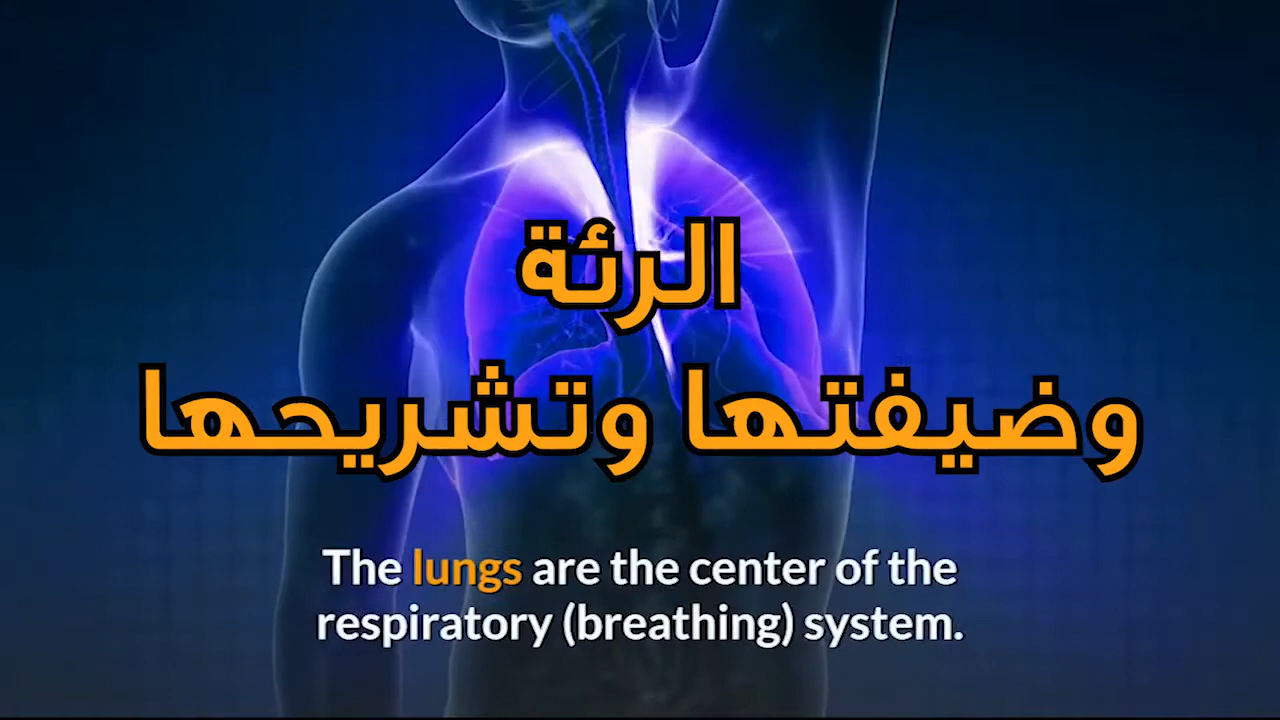 الرئة
وضيفتها وتشريحها
The lungs are the center of the
respiratory (breathing) system.